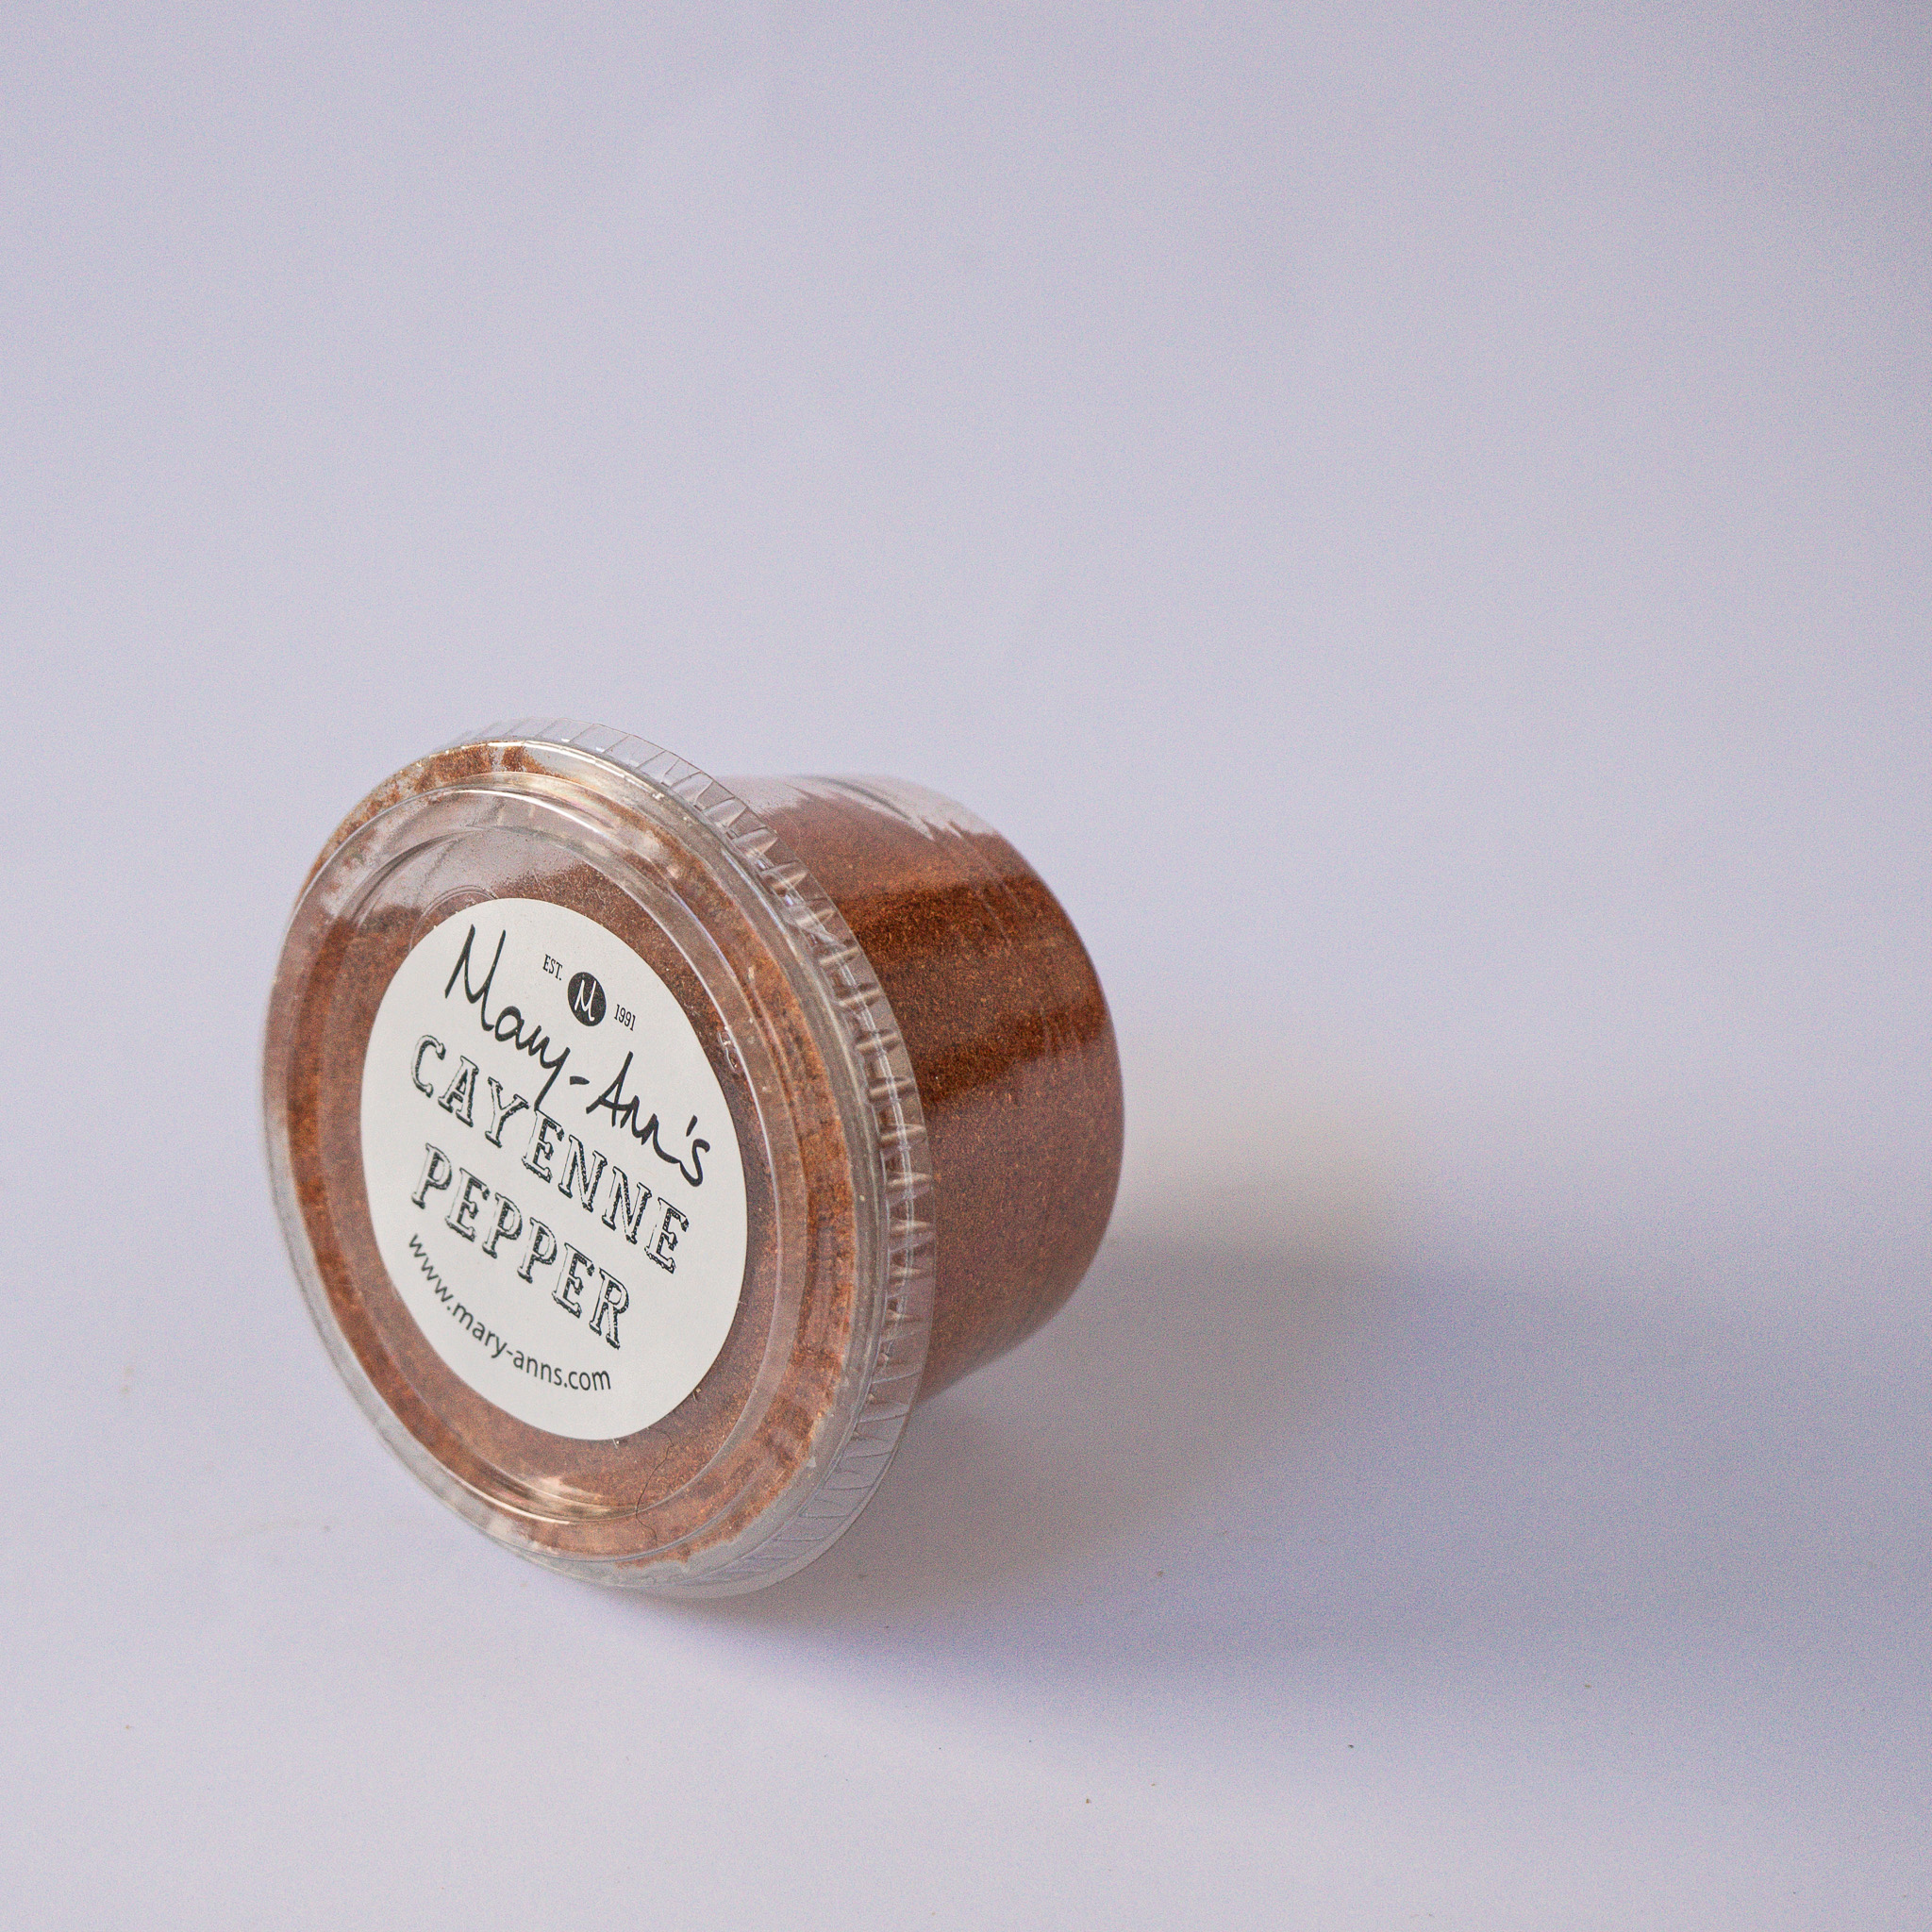 EST. M 1991
Mary-Ann's
CAYENNE
PEPPER
www.mary-anns.com